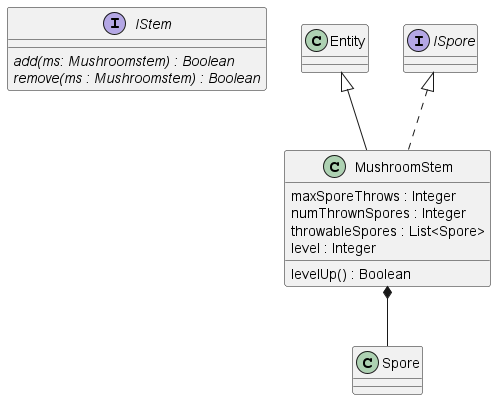 I IStem
add(ms: Mushroomstem) : Boolean
remove(ms : Mushroomstem) : Boolean
C Entity
I ISpore
C MushroomStem
maxSporeThrows : Integer
numThrownSpores : Integer
throwableSpores : List<Spore>
level : Integer
levelUp() : Boolean
C Spore